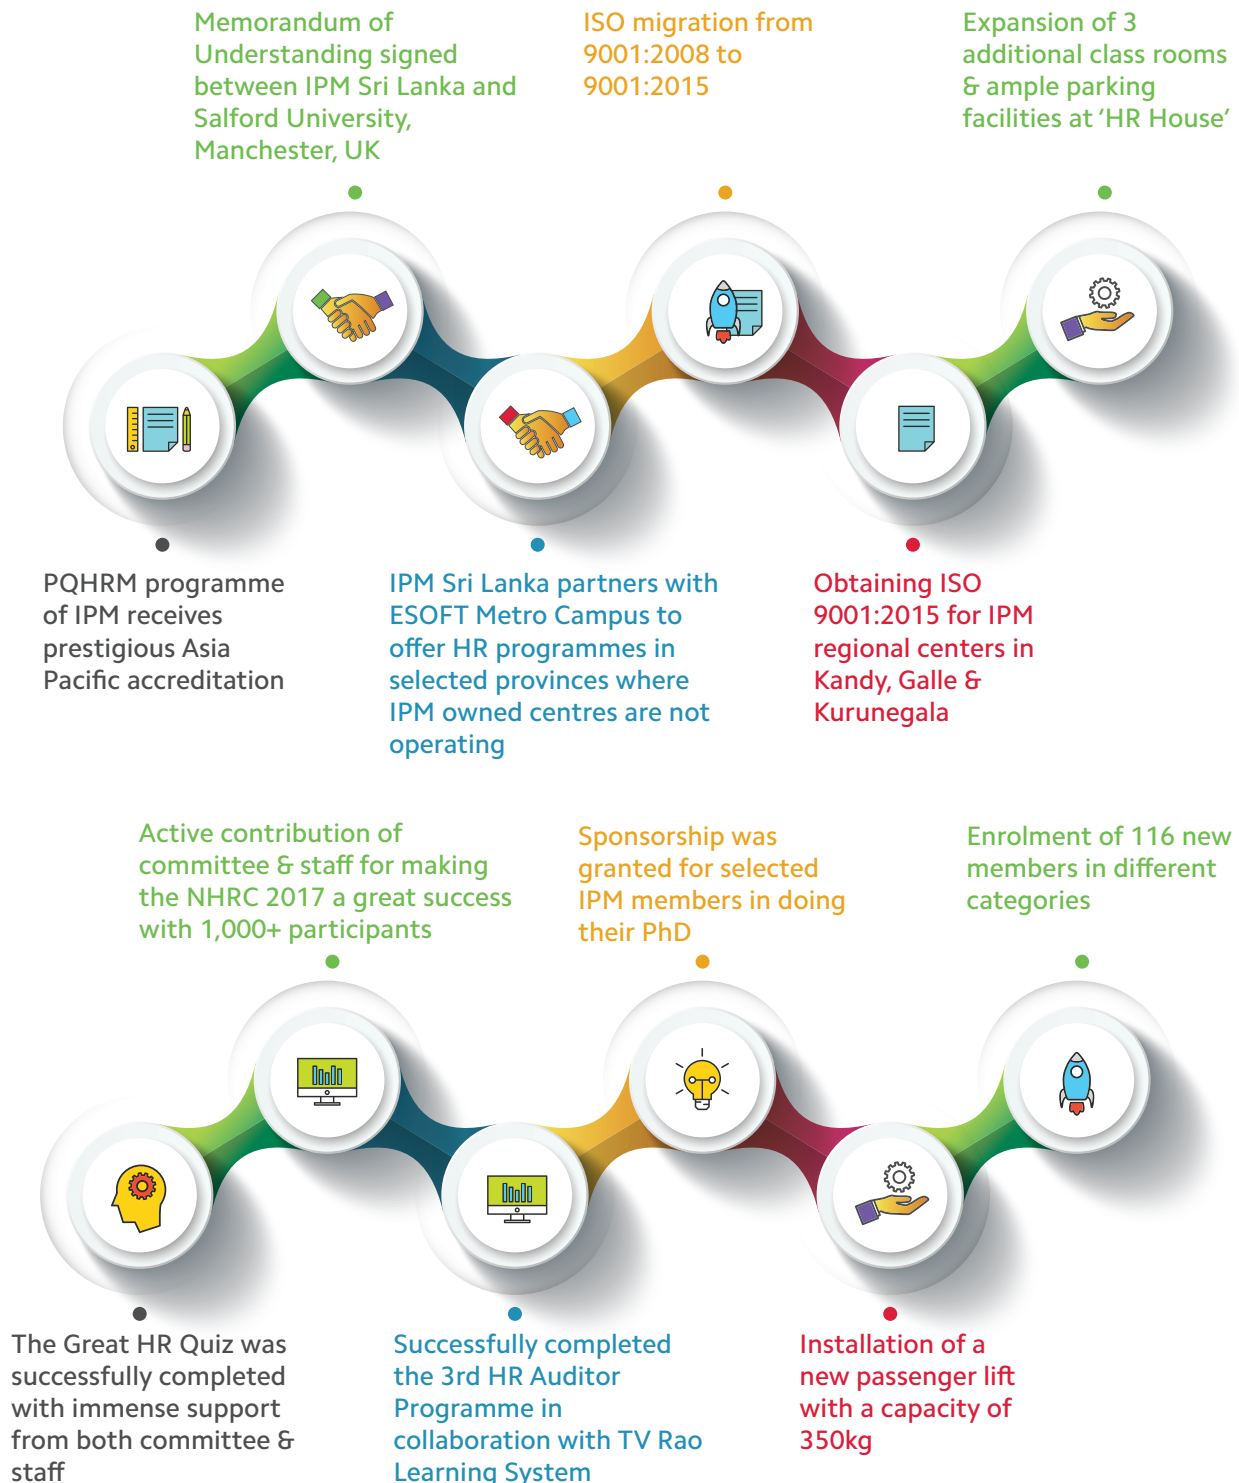 Memorandum of
Understanding signed
between IPM Sri Lanka and
Salford University,
Manchester, UK
ISO migration from
9001:2008 to
9001:2015
Expansion of 3
additional class rooms
& ample parking
facilities at ‘HR House’
PQHRM programme
of IPM receives
prestigious Asia
Pacific accreditation
IPM Sri Lanka partners with
ESOFT Metro Campus to
offer HR programmes in
selected provinces where
IPM owned centres are not
operating
Obtaining ISO
9001:2015 for IPM
regional centers in
Kandy, Galle &
Kurunegala
Active contribution of
committee & staff for making
the NHRC 2017 a great success
with 1,000+ participants
Sponsorship was
granted for selected
IPM members in doing
their PhD
Enrolment of 116 new
members in different
categories
The Great HR Quiz was
successfully completed
with immense support
from both committee &
staff
Successfully completed
the 3rd HR Auditor
Programme in
collaboration with TV Rao
Learning System
Installation of a
new passenger lift
with a capacity of
350kg